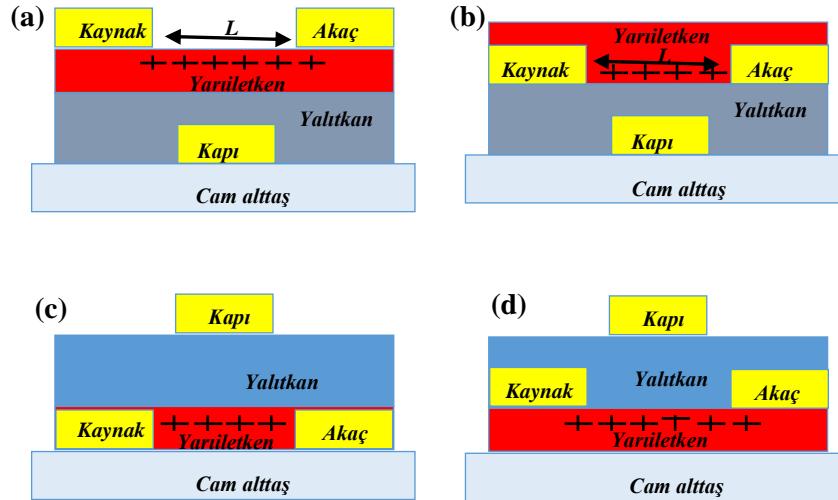 (a)
Kaynak
L
Akaç
Yarıiletken
Yalıtkan
Kapı
Cam alttaş
(b)
Yarıiletken
L
Kaynak
Akaç
Yalıtkan
Kapı
Cam alttaş
(c)
Kapı
Yalıtkan
Kaynak
Yarıiletken
Akaç
Cam alttaş
(d)
Kapı
Kaynak
Yalıtkan
Akaç
Yarıiletken
Cam alttaş